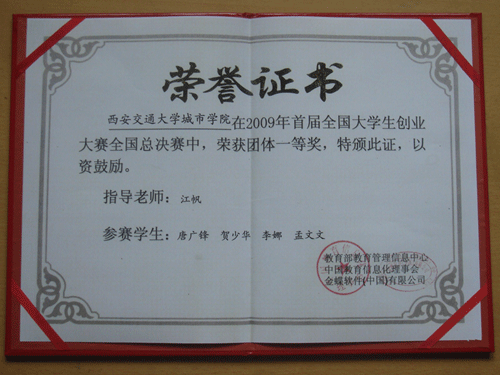 荣誉证书
西安交通大学城市学院在2009年首届全国大学生创业
大赛全国总决赛中，荣获团体一等奖，特颁此证，以
资鼓励。
指导老师：江帆
参赛学生：唐广锋 贺少华 李娜 孟文文
教育部教育管理信息中心
中国教育信息化理事会
金蝶软件(中国)有限公司